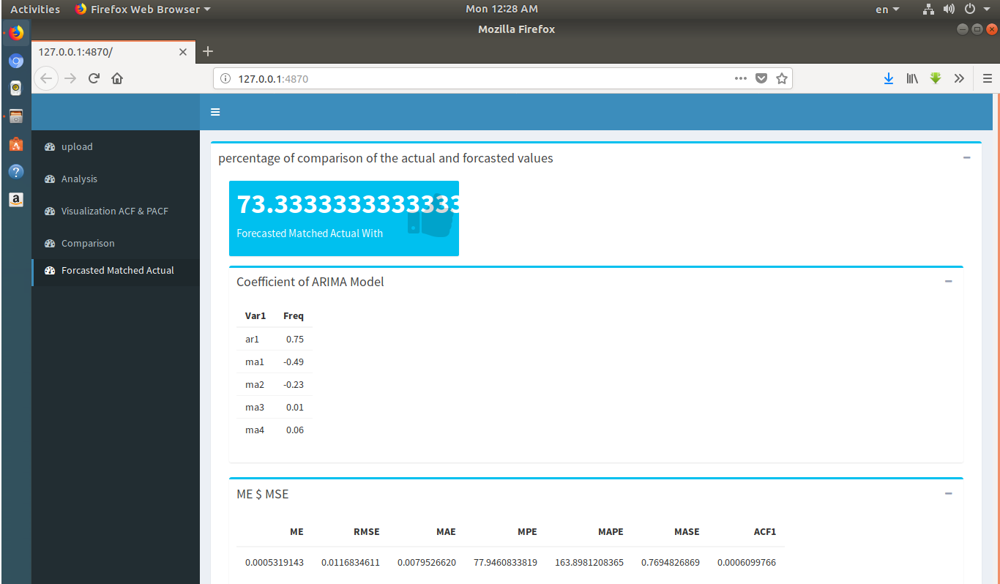 Activities Firefox Web Browser Mon 12:28 AM en
Mozilla Firefox
127.0.0.1:4870/
127.0.0.1:4870
upload
Analysis
Visualization ACF & PACF
Comparison
Forcasted Matched Actual
percentage of comparison of the actual and forcasted values
73.3333333333333
Forecasted Matched Actual With
Coefficient of ARIMA Model
Var1 Freq
ar1 0.75
ma1 -0.49
ma2 -0.23
ma3 0.01
ma4 0.06
ME $ MSE
ME RMSE MAE MPE MAPE MASE ACF1
0.0005319143 0.0116834611 0.0079526620 77.9460833819 163.8981208365 0.7694826869 0.0006099766